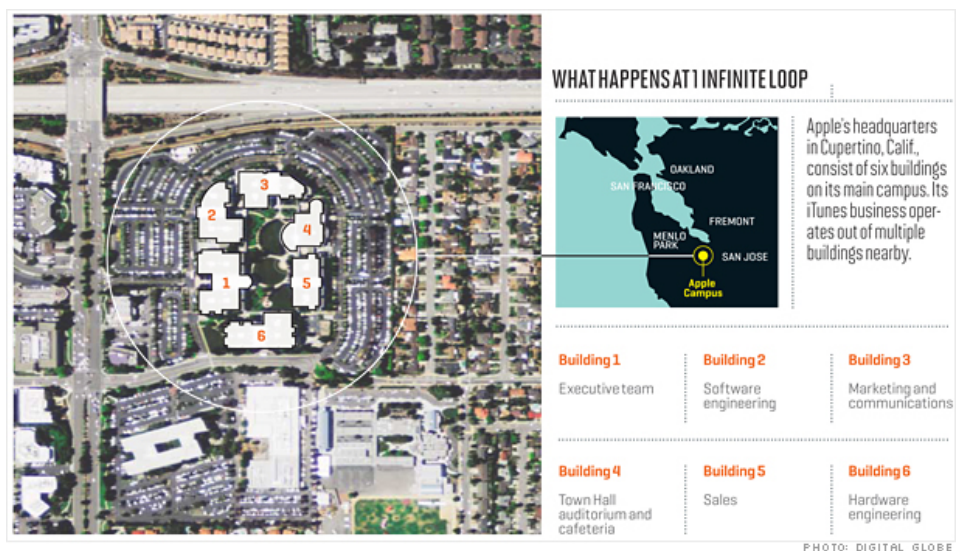 WHAT HAPPENS AT 1 INFINITE LOOP
3
2
4
1
5
6
OAKLAND
SAN FRANCISCO
FREMONT
MENLO
PARK
SAN JOSE
Apple
Campus
Apple's headquarters
in Cupertino, Calif.,
consist of six buildings
on its main campus. Its
iTunes business oper-
ates out of multiple
buildings nearby.
Building 1
Executive team
Building 2
Software
engineering
Building 3
Marketing and
communications
Building 4
Town Hall
auditorium and
cafeteria
Building 5
Sales
Building 6
Hardware
engineering
PHOTO: DIGITAL GLOBE